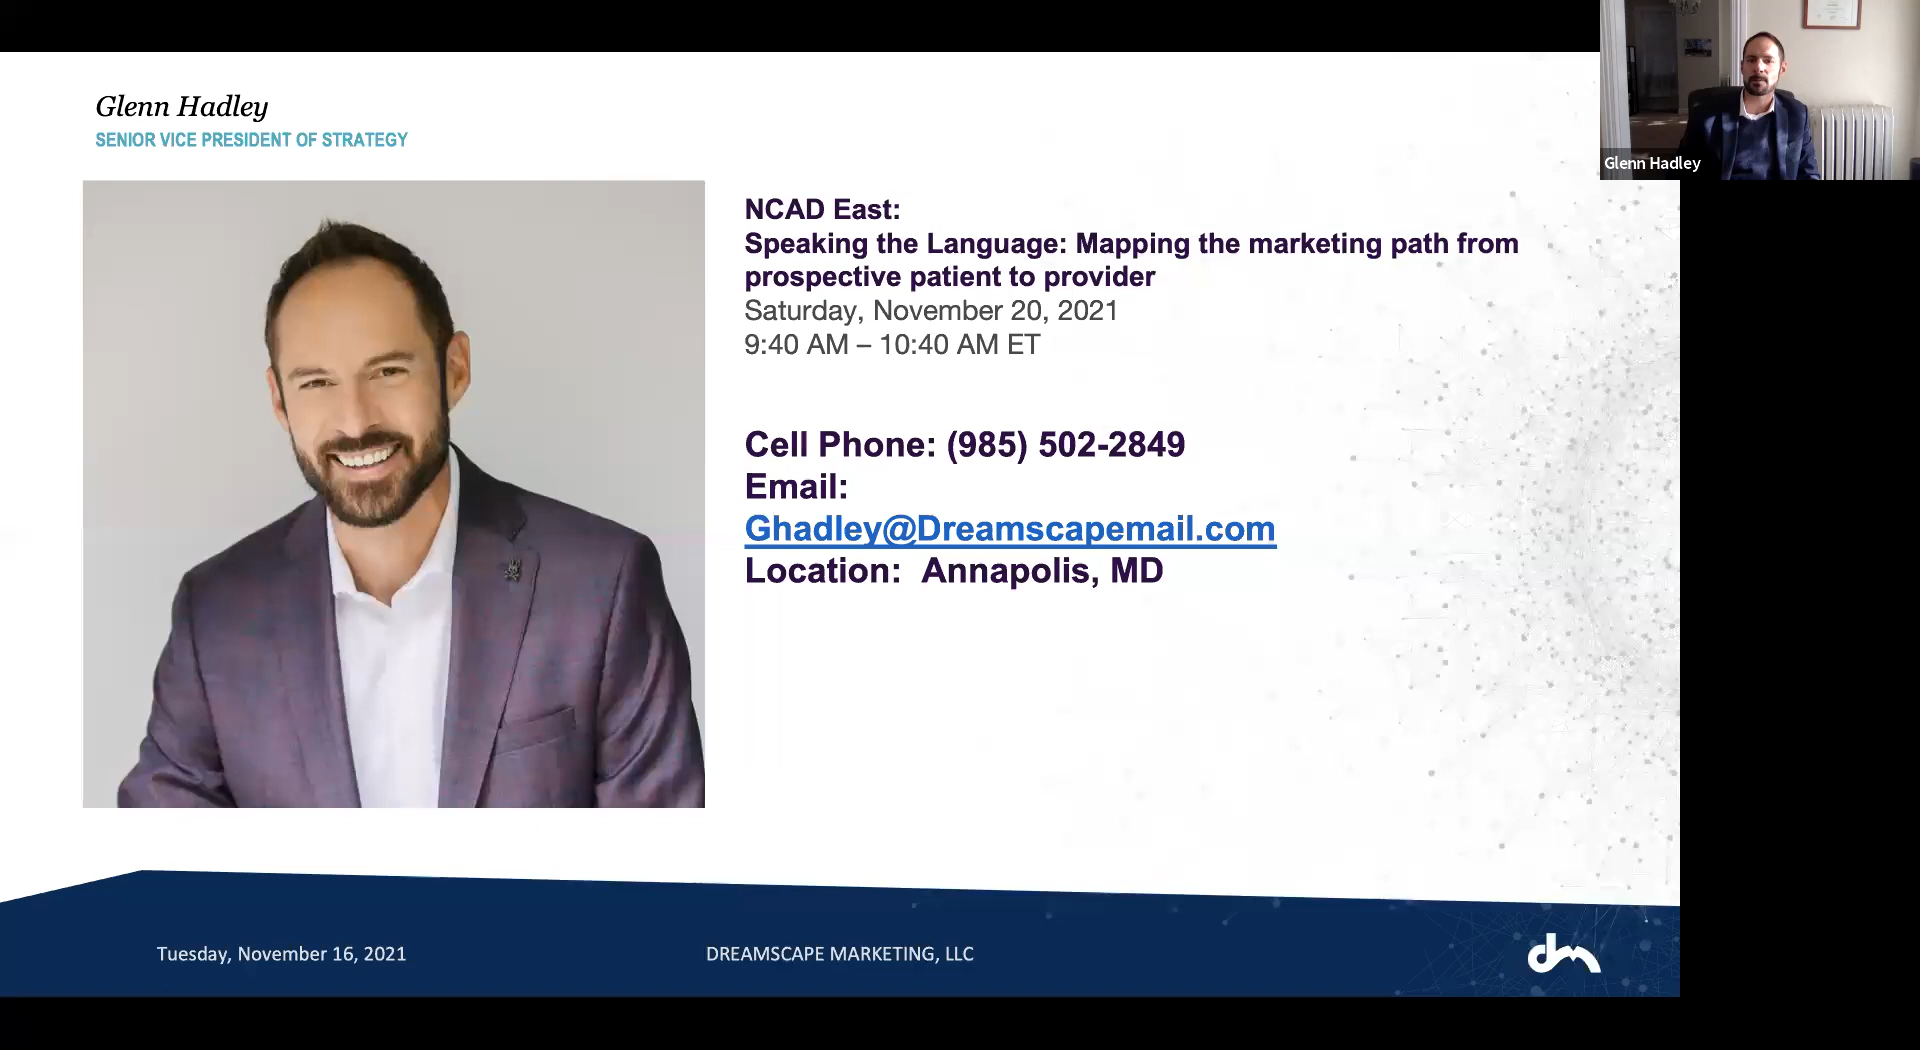 Glenn Hadley
SENIOR VICE PRESIDENT OF STRATEGY
Glenn Hadley
NCAD East:
Speaking the Language: Mapping the marketing path from
prospective patient to provider
Saturday, November 20, 2021
9:40 AM – 10:40 AM ET
Cell Phone: (985) 502-2849
Email:
Ghadley@Dreamscapemail.com
Location: Annapolis, MD
Tuesday, November 16, 2021
DREAMSCAPE MARKETING, LLC
dm